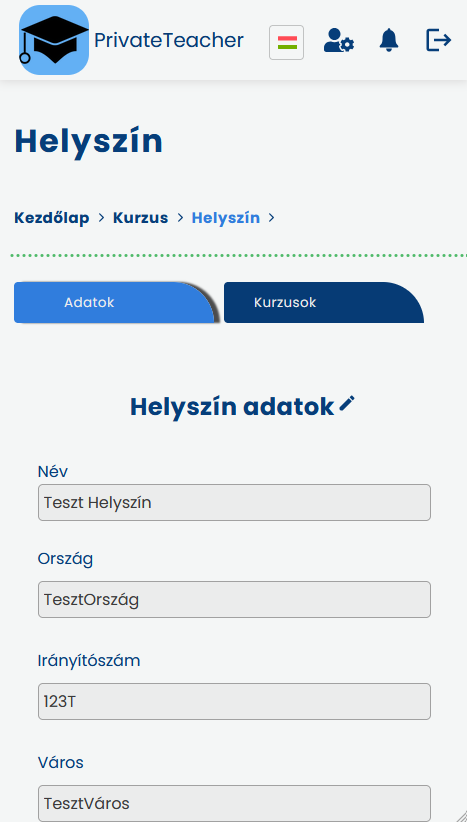 PrivateTeacher
Helyszín
Kezdőlap > Kurzus > Helyszín >
Adatok
Kurzusok
Helyszín adatok
Név
Teszt Helyszín
Ország
TesztOrszág
Irányítószám
123T
Város
TesztVáros